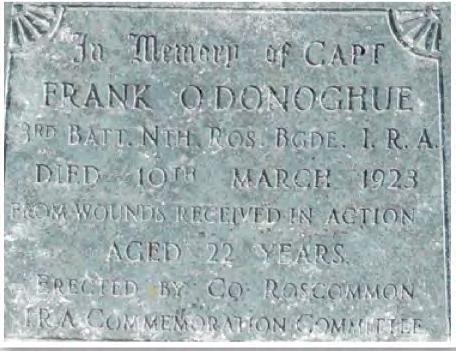 In Memory of CAPT
FRANK O'DONOGHUE
3RD BATT. NTH. ROS. BGDE. I. R. A.
DIED 10TH MARCH 1923
FROM WOUNDS RECEIVED IN ACTION
AGED 22 YEARS.
ERECTED BY CO ROSCOMMON
I.R.A COMMEMORATION COMMITTEE